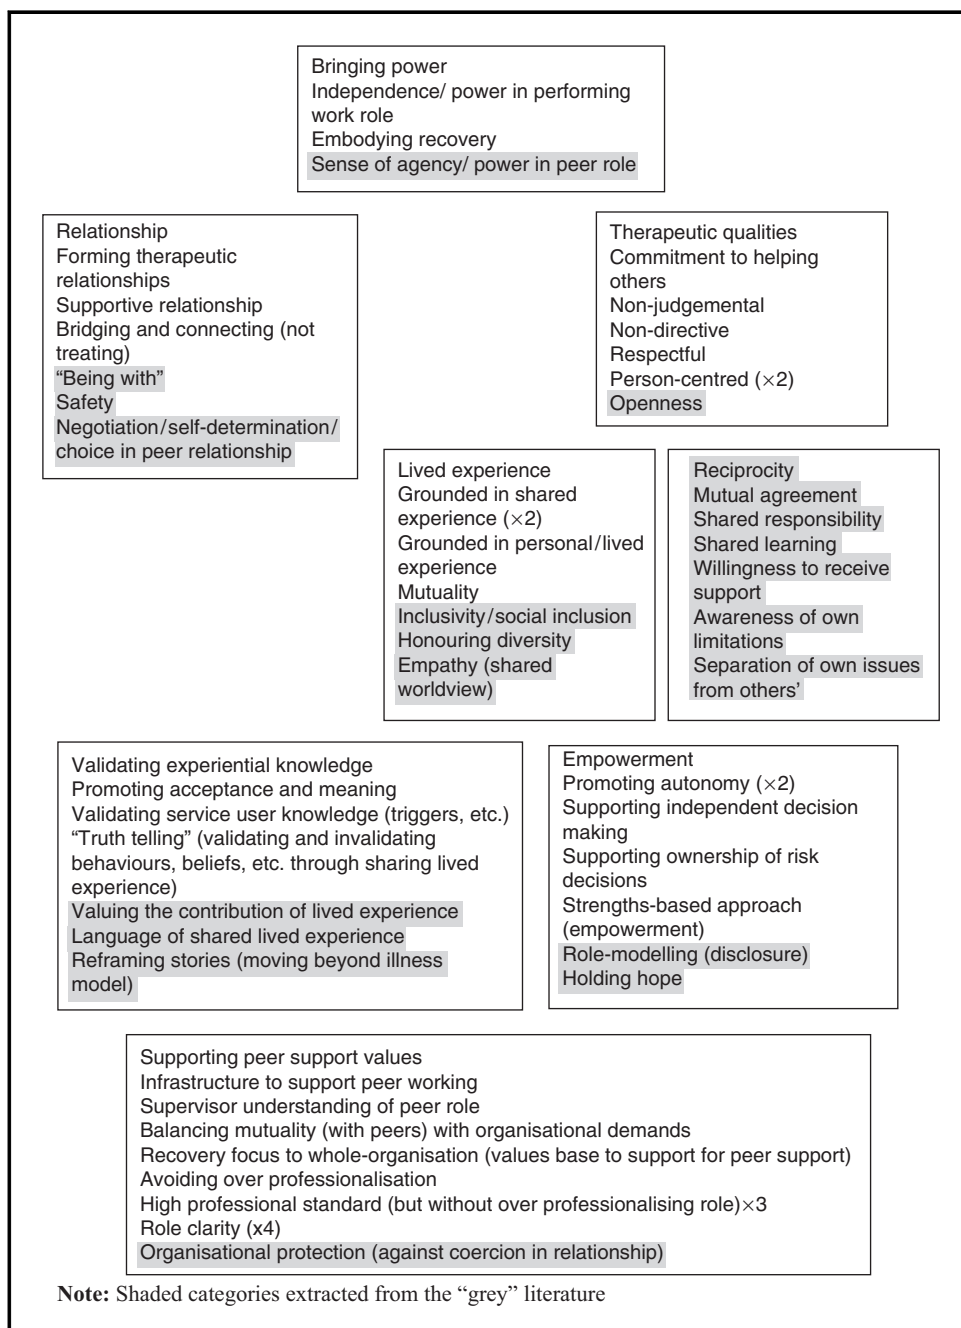 Bringing power
Independence/ power in performing
work role
Embodying recovery
Sense of agency/ power in peer role
Relationship
Forming therapeutic
relationships
Supportive relationship
Bridging and connecting (not
treating)
“Being with”
Safety
Negotiation/self-determination/
choice in peer relationship
Therapeutic qualities
Commitment to helping
others
Non-judgemental
Non-directive
Respectful
Person-centred (×2)
Openness
Lived experience
Grounded in shared
experience (×2)
Grounded in personal/lived
experience
Mutuality
Inclusivity/social inclusion
Honouring diversity
Empathy (shared
worldview)
Reciprocity
Mutual agreement
Shared responsibility
Shared learning
Willingness to receive
support
Awareness of own
limitations
Separation of own issues
from others’
Validating experiential knowledge
Promoting acceptance and meaning
Validating service user knowledge (triggers, etc.)
“Truth telling” (validating and invalidating
behaviours, beliefs, etc. through sharing lived
experience)
Valuing the contribution of lived experience
Language of shared lived experience
Reframing stories (moving beyond illness
model)
Empowerment
Promoting autonomy (×2)
Supporting independent decision
making
Supporting ownership of risk
decisions
Strengths-based approach
(empowerment)
Role-modelling (disclosure)
Holding hope
Supporting peer support values
Infrastructure to support peer working
Supervisor understanding of peer role
Balancing mutuality (with peers) with organisational demands
Recovery focus to whole-organisation (values base to support for peer support)
Avoiding over professionalisation
High professional standard (but without over professionalising role)×3
Role clarity (x4)
Organisational protection (against coercion in relationship)
Note: Shaded categories extracted from the “grey” literature